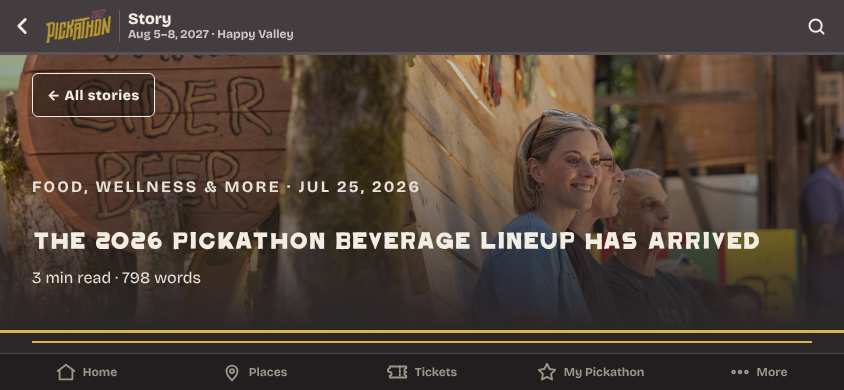 PICKATHON
Story
Aug 5–8, 2027 · Happy Valley
← All stories
CIDER
BEER
FOOD, WELLNESS & MORE · JUL 25, 2026
THE 2026 PICKATHON BEVERAGE LINEUP HAS ARRIVED
3 min read · 798 words
Home
Places
Tickets
My Pickathon
More